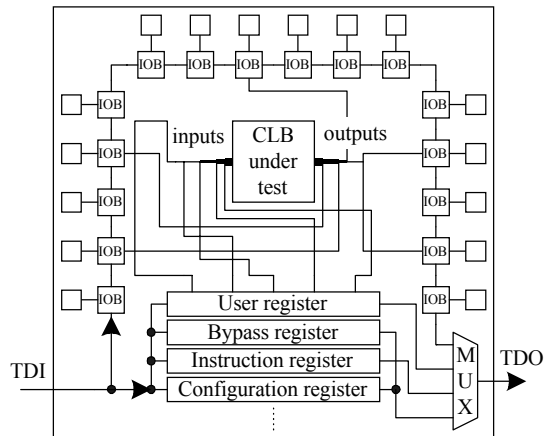 IOB IOB IOB IOB IOB IOB
IOB IOB
inputs CLB outputs
under
test
IOB IOB
IOB IOB
IOB IOB
IOB IOB
User register
Bypass register
Instruction register
Configuration register
TDI
M
U
X
TDO